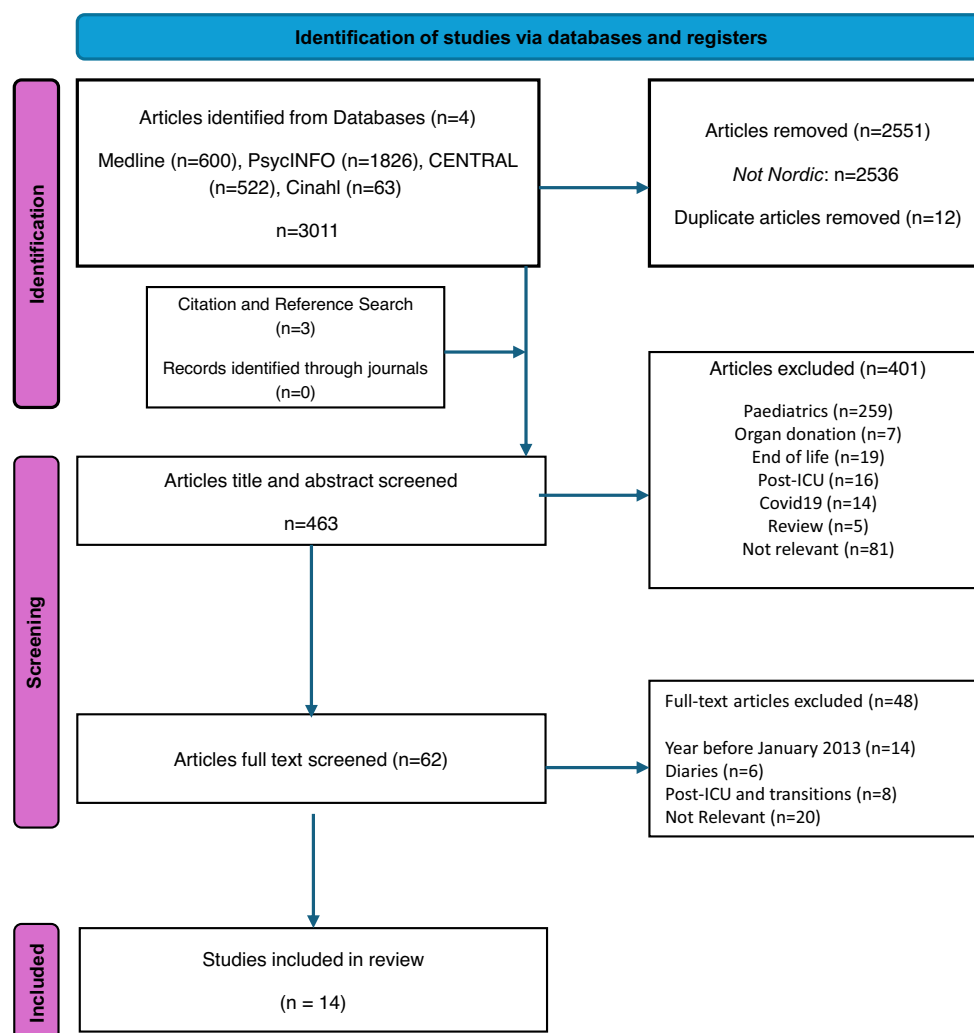 Identification of studies via databases and registers
Identification
Articles identified from Databases (n=4)
Medline (n=600), PsycINFO (n=1826), CENTRAL
(n=522), Cinahl (n=63)
n=3011
Articles removed (n=2551)
Not Nordic: n=2536
Duplicate articles removed (n=12)
Citation and Reference Search
(n=3)
Records identified through journals
(n=0)
Screening
Articles title and abstract screened
n=463
Articles excluded (n=401)
Paediatrics (n=259)
Organ donation (n=7)
End of life (n=19)
Post-ICU (n=16)
Covid19 (n=14)
Review (n=5)
Not relevant (n=81)
Articles full text screened (n=62)
Full-text articles excluded (n=48)
Year before January 2013 (n=14)
Diaries (n=6)
Post-ICU and transitions (n=8)
Not Relevant (n=20)
Included
Studies included in review
(n = 14)